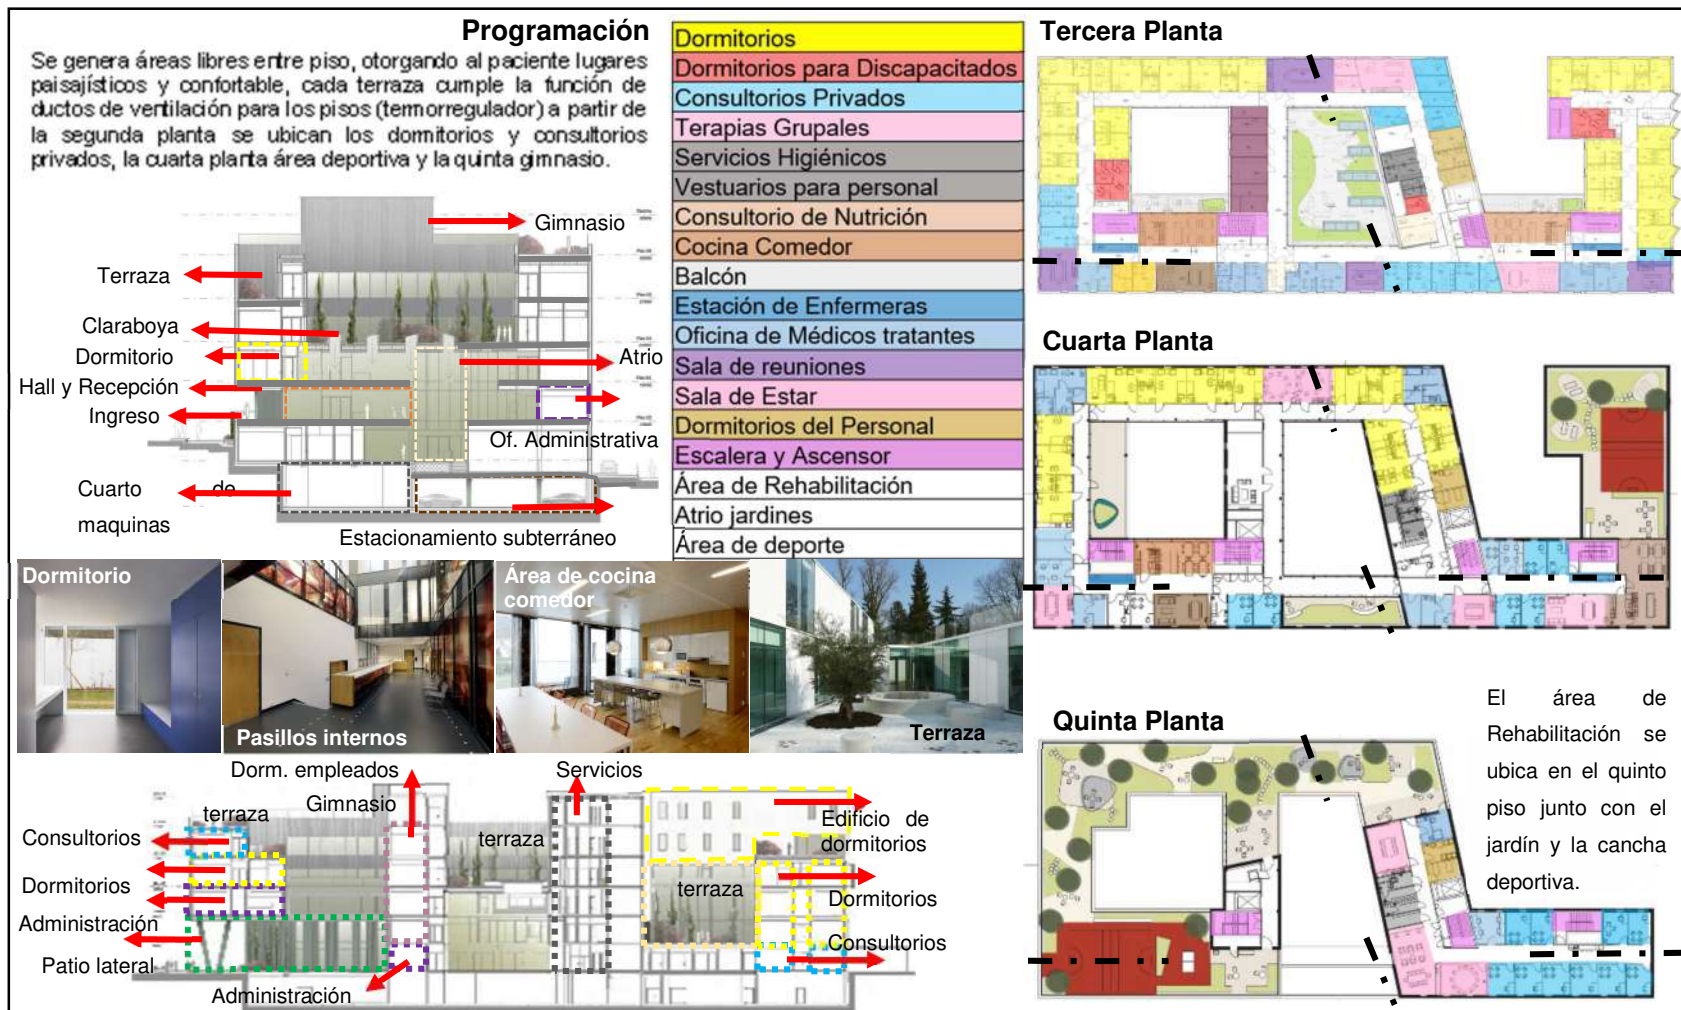 Programación
Se genera áreas libres entre piso, otorgando al paciente lugares
paisajísticos y confortable, cada terraza cumple la función de
ductos de ventilación para los pisos (termorregulador) a partir de
la segunda planta se ubican los dormitorios y consultorios
privados, la cuarta planta área deportiva y la quinta gimnasio.
Gimnasio
Terraza
Claraboya
Dormitorio
Atrio
Hall y Recepción
Ingreso
Of. Administrativa
Cuarto de
maquinas
Estacionamiento subterráneo
Dormitorios
Dormitorios para Discapacitados
Consultorios Privados
Terapias Grupales
Servicios Higiénicos
Vestuarios para personal
Consultorio de Nutrición
Cocina Comedor
Balcón
Estación de Enfermeras
Oficina de Médicos tratantes
Sala de reuniones
Sala de Estar
Dormitorios del Personal
Escalera y Ascensor
Área de Rehabilitación
Atrio jardines
Área de deporte
Tercera Planta
Cuarta Planta
Quinta Planta
El área de
Rehabilitación se
ubica en el quinto
piso junto con el
jardín y la cancha
deportiva.
Dormitorio
Pasillos internos
Área de cocina
comedor
Terraza
Dorm. empleados
Servicios
Gimnasio
terraza
terraza
terraza
Consultorios
Dormitorios
Administración
Patio lateral
Administración
Edificio de
dormitorios
Dormitorios
Consultorios